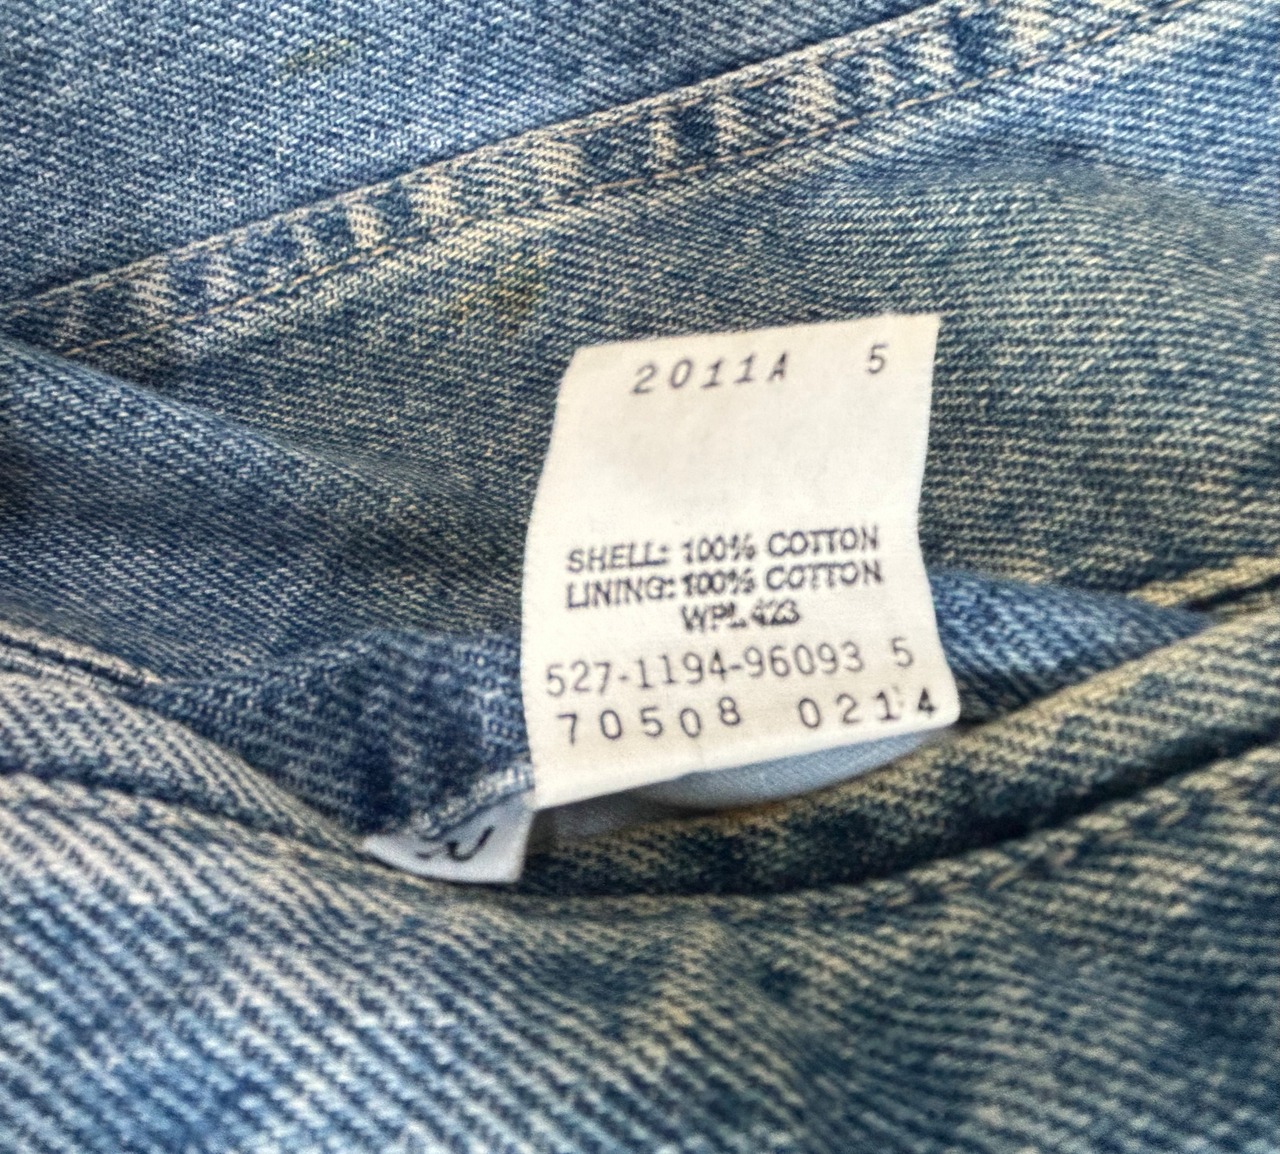 2011A 5
SHELL: 100% COTTON
LINING: 100% COTTON
WPL 423
527-1194-96093 5
70508 0214